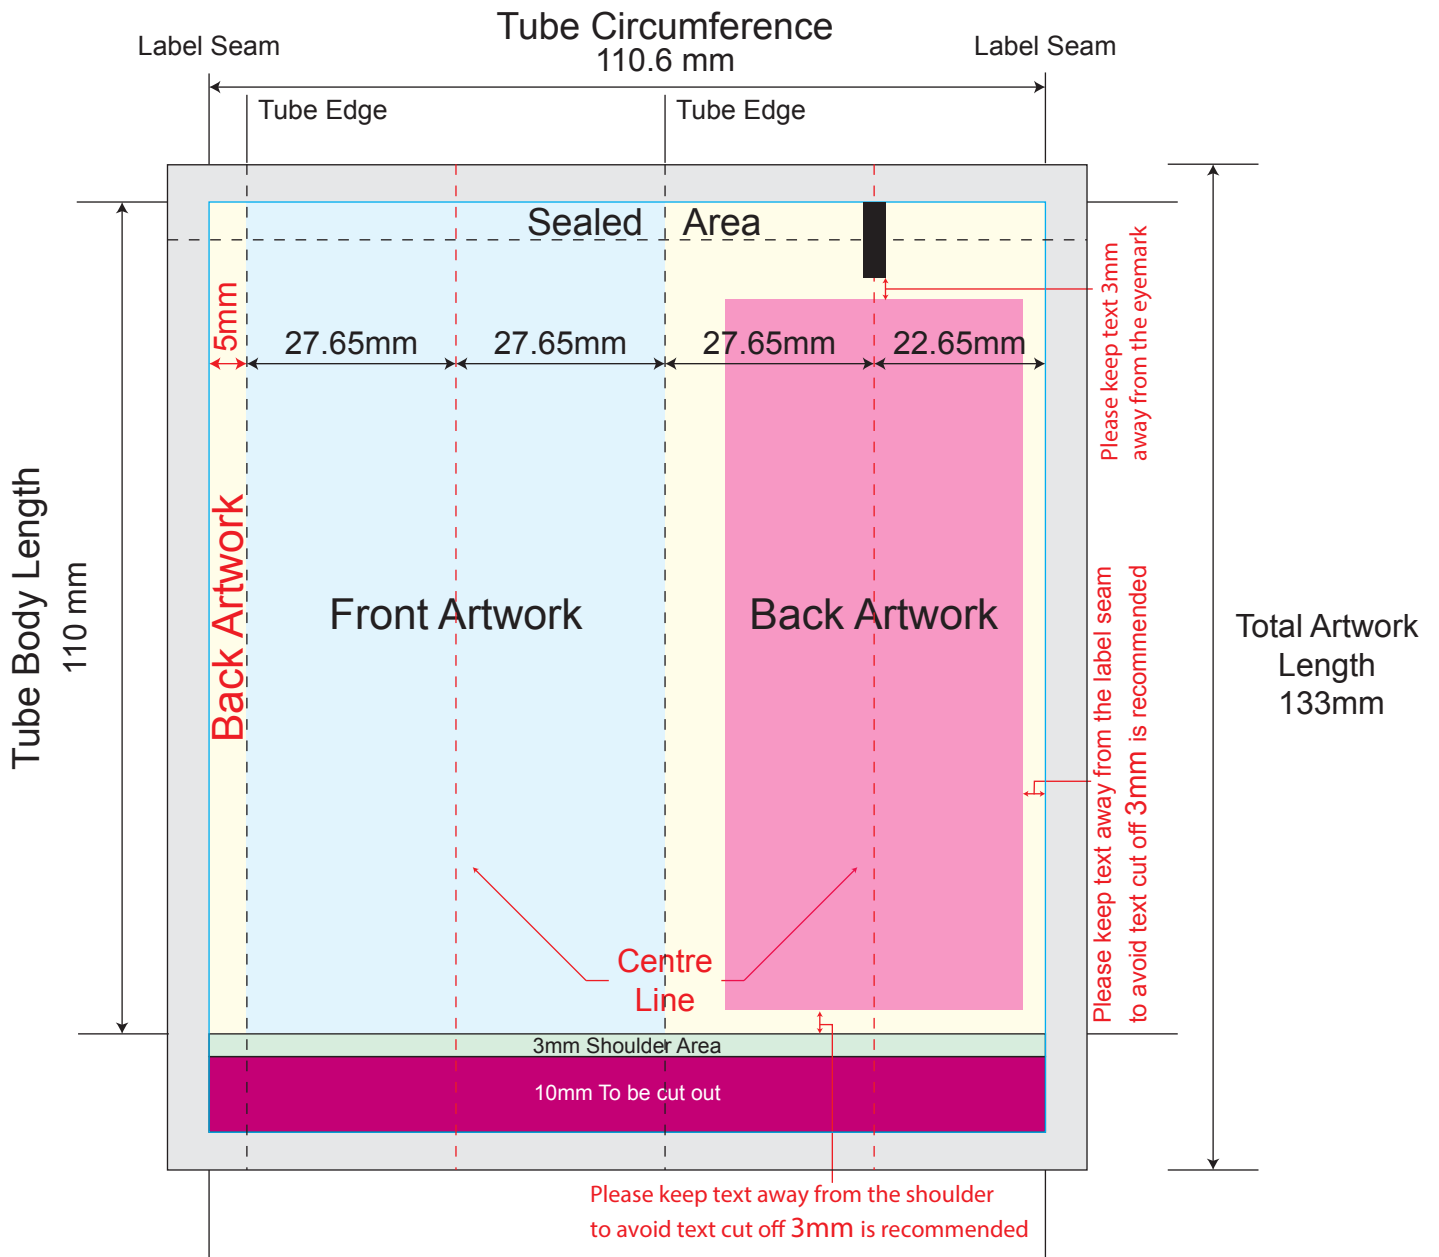 Tube Circumference
110.6 mm
Label Seam
Label Seam
Tube Edge
Tube Edge
Sealed Area
5mm
27.65mm
27.65mm
27.65mm
22.65mm
Please keep text 3mm
away from the eyemark
Tube Body Length
110 mm
Back Artwork
Front Artwork
Back Artwork
Please keep text away from the label seam
to avoid text cut off 3mm is recommended
Total Artwork
Length
133mm
Centre
Line
3mm Shoulder Area
10mm To be cut out
Please keep text away from the shoulder
to avoid text cut off 3mm is recommended